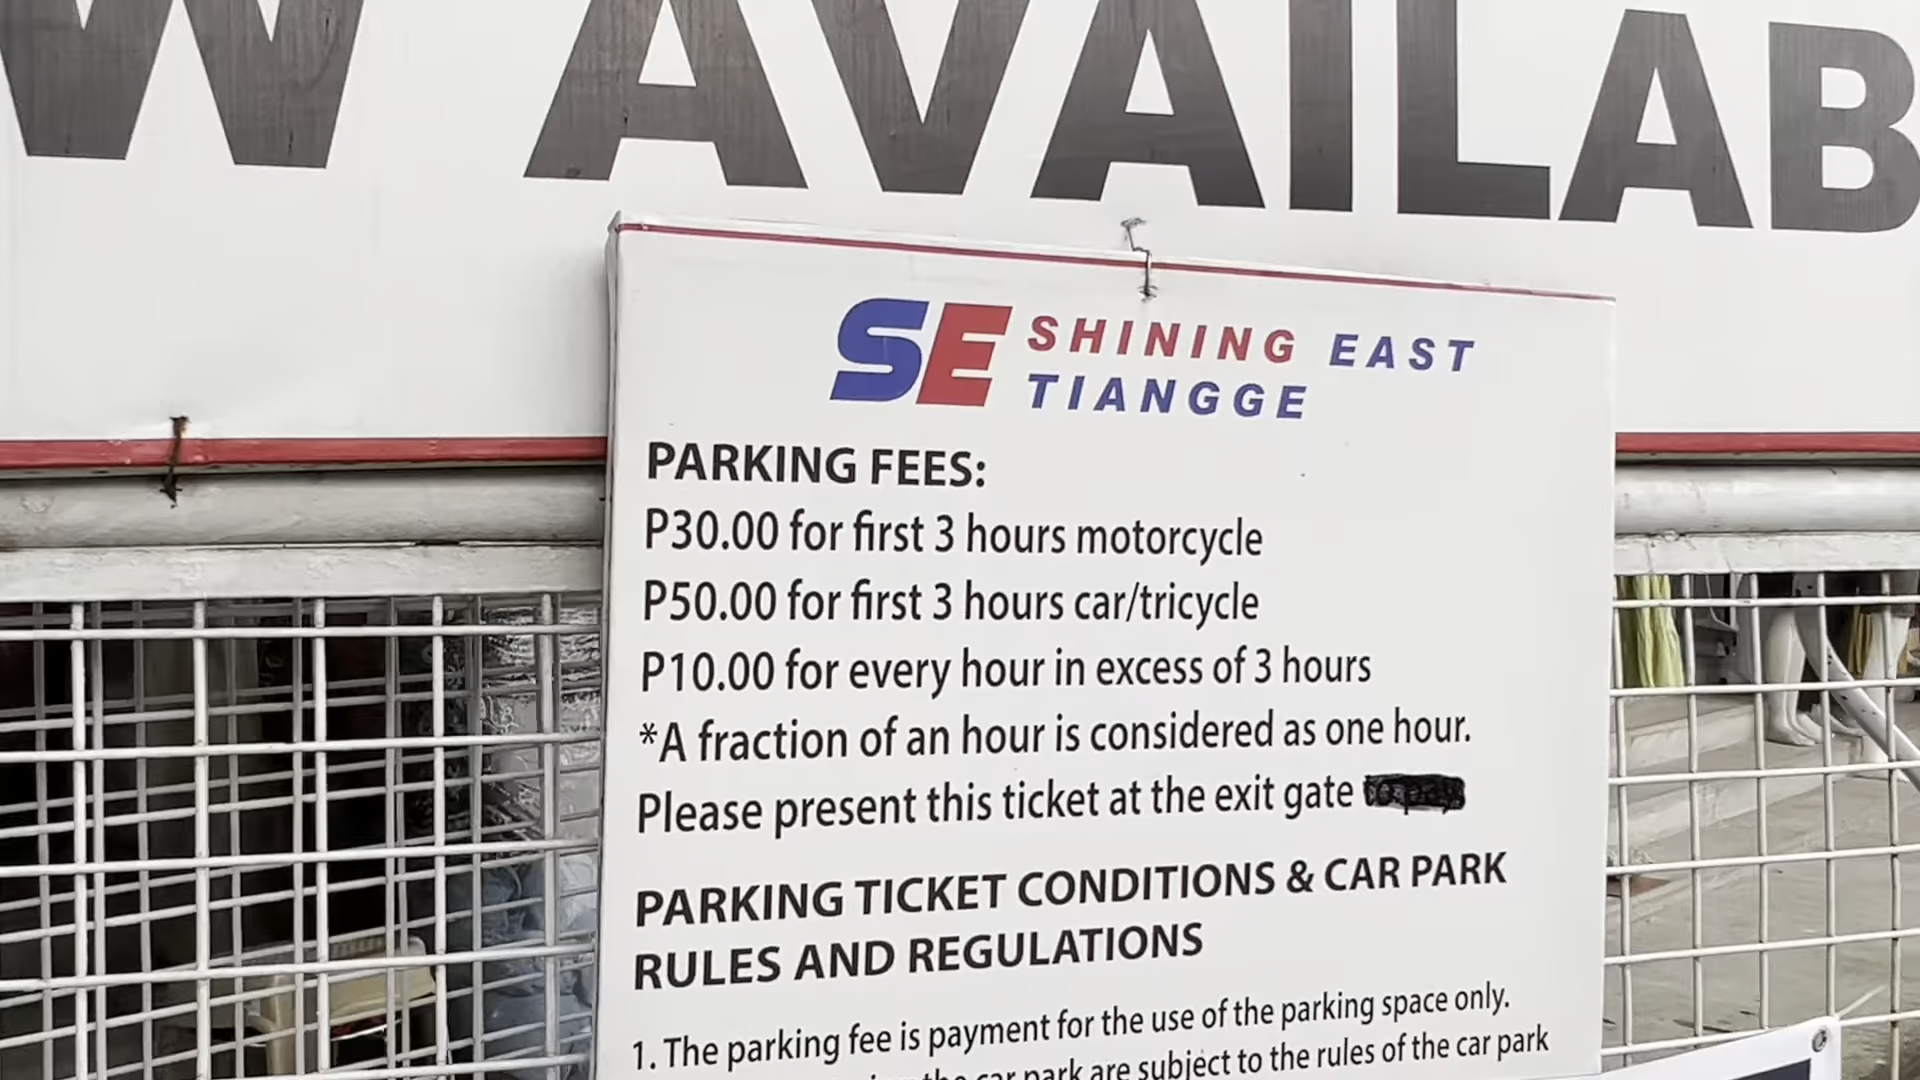 W AVAILAB
SE SHINING EAST
TIANGGE
PARKING FEES:
P30.00 for first 3 hours motorcycle
P50.00 for first 3 hours car/tricycle
P10.00 for every hour in excess of 3 hours
*A fraction of an hour is considered as one hour.
Please present this ticket at the exit gate
PARKING TICKET CONDITIONS & CAR PARK
RULES AND REGULATIONS
1. The parking fee is payment for the use of the parking space only.
the car park are subject to the rules of the car park